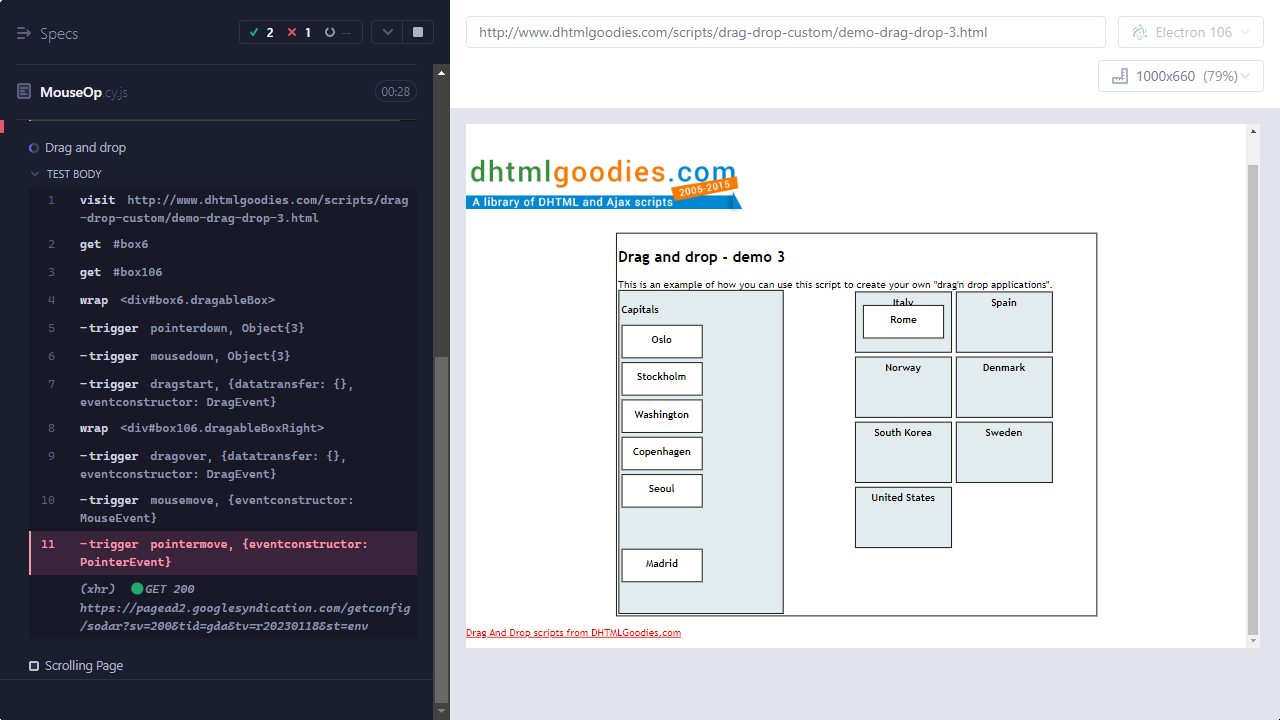 Specs
2
1
--
MouseOp.cy.js
00:28
Drag and drop
TEST BODY
1 visit http://www.dhtmlgoodies.com/scripts/drag
-drop-custom/demo-drag-drop-3.html
2 get #box6
3 get #box106
4 wrap <div#box6.dragableBox>
5 -trigger pointerdown, Object{3}
6 -trigger mousedown, Object{3}
7 -trigger dragstart, {datatransfer: {},
eventconstructor: DragEvent}
8 wrap <div#box106.dragableBoxRight>
9 -trigger dragover, {datatransfer: {},
eventconstructor: DragEvent}
10 -trigger mousemove, {eventconstructor:
MouseEvent}
11 -trigger pointermove, {eventconstructor:
PointerEvent}
(xhr) GET 200
https://pagead2.googlesyndication.com/getconfig
/sodar?sv=200&tid=gda&tv=r20230118&st=env
Scrolling Page
http://www.dhtmlgoodies.com/scripts/drag-drop-custom/demo-drag-drop-3.html
Electron 106
1000x660 (79%)
dhtmlgoodies.com
2005-2015
A library of DHTML and Ajax scripts
Drag and drop - demo 3
This is an example of how you can use this script to create your own "drag'n drop applications".
Capitals
Oslo
Stockholm
Washington
Copenhagen
Seoul
Madrid
Italy
Rome
Spain
Norway
Denmark
South Korea
Sweden
United States
Drag And Drop scripts from DHTMLGoodies.com